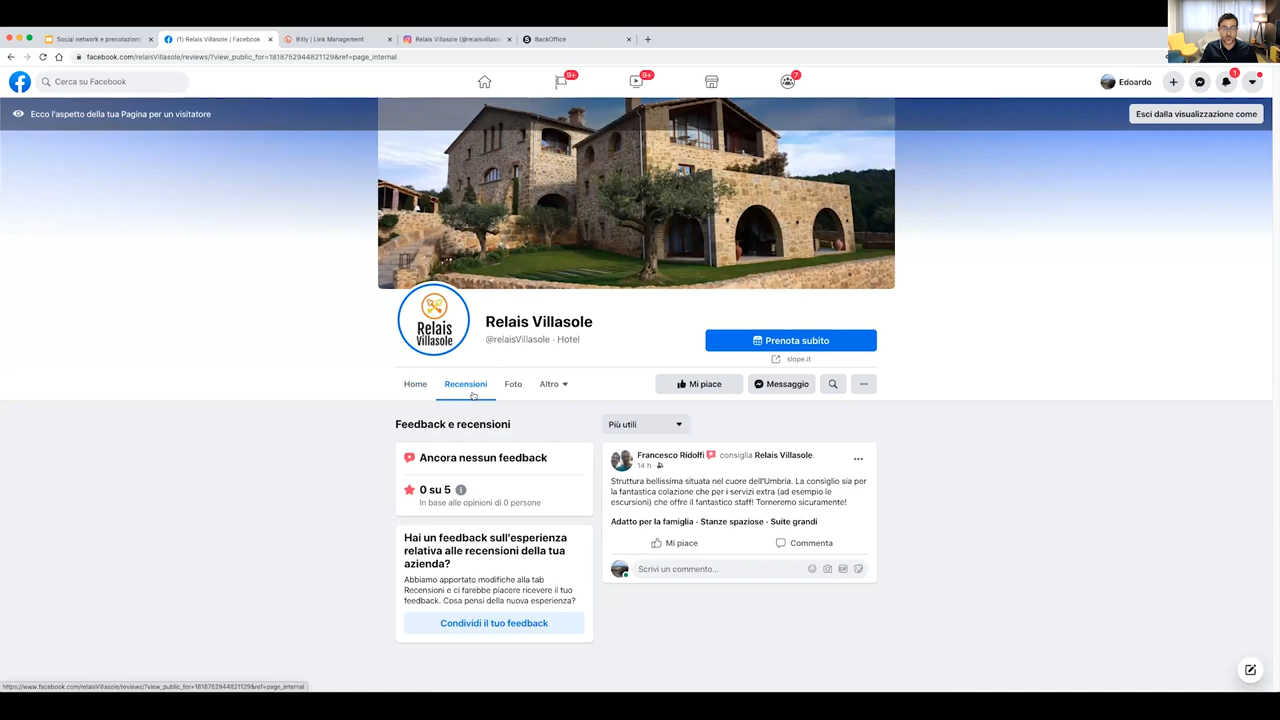 Social network e prenotazion
(1) Relais Villasole | Facebook
Bitly | Link Management
Relais Villasole (@relaisvillaso
BackOffice
facebook.com/relaisVillasole/reviews/?view_public_for=1818752944821129&ref=page_internal
Cerca su Facebook
9+
9+
7
Edoardo
1
Ecco l'aspetto della tua Pagina per un visitatore
Esci dalla visualizzazione come
Relais
Villasole
Relais Villasole
@relaisVillasole · Hotel
Prenota subito
slope.it
Home
Recensioni
Foto
Altro
Mi piace
Messaggio
Feedback e recensioni
Più utili
Ancora nessun feedback
0 su 5
In base alle opinioni di 0 persone
Hai un feedback sull'esperienza
relativa alle recensioni della tua
azienda?
Abbiamo apportato modifiche alla tab
Recensioni e ci farebbe piacere ricevere il tuo
feedback. Cosa pensi della nuova esperienza?
Condividi il tuo feedback
Francesco Ridolfi consiglia Relais Villasole.
14 h ·
Struttura bellissima situata nel cuore dell'Umbria. La consiglio sia per
la fantastica colazione che per i servizi extra (ad esempio le
escursioni) che offre il fantastico staff! Torneremo sicuramente!
Adatto per la famiglia · Stanze spaziose · Suite grandi
Mi piace
Commenta
Scrivi un commento...
https://www.facebook.com/relaisVillasole/reviews/?view_public_for=1818752944821129&ref=page_internal